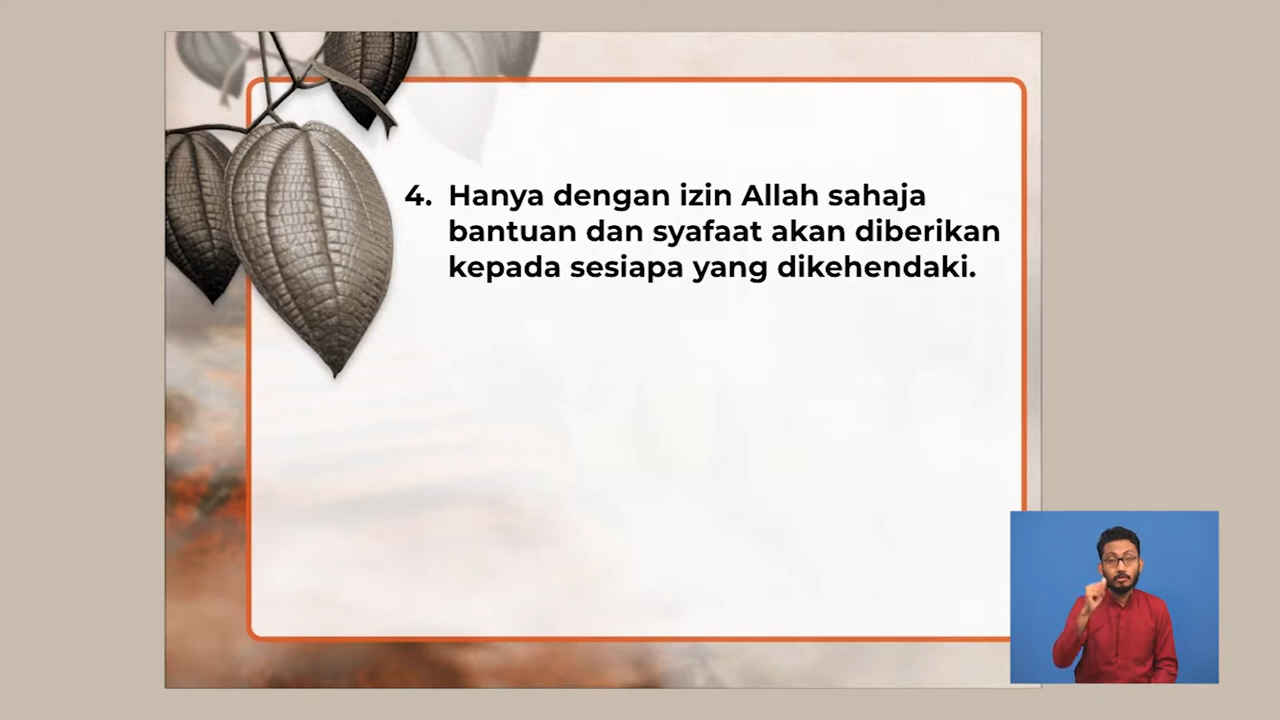 4. Hanya dengan izin Allah sahaja
bantuan dan syafaat akan diberikan
kepada sesiapa yang dikehendaki.